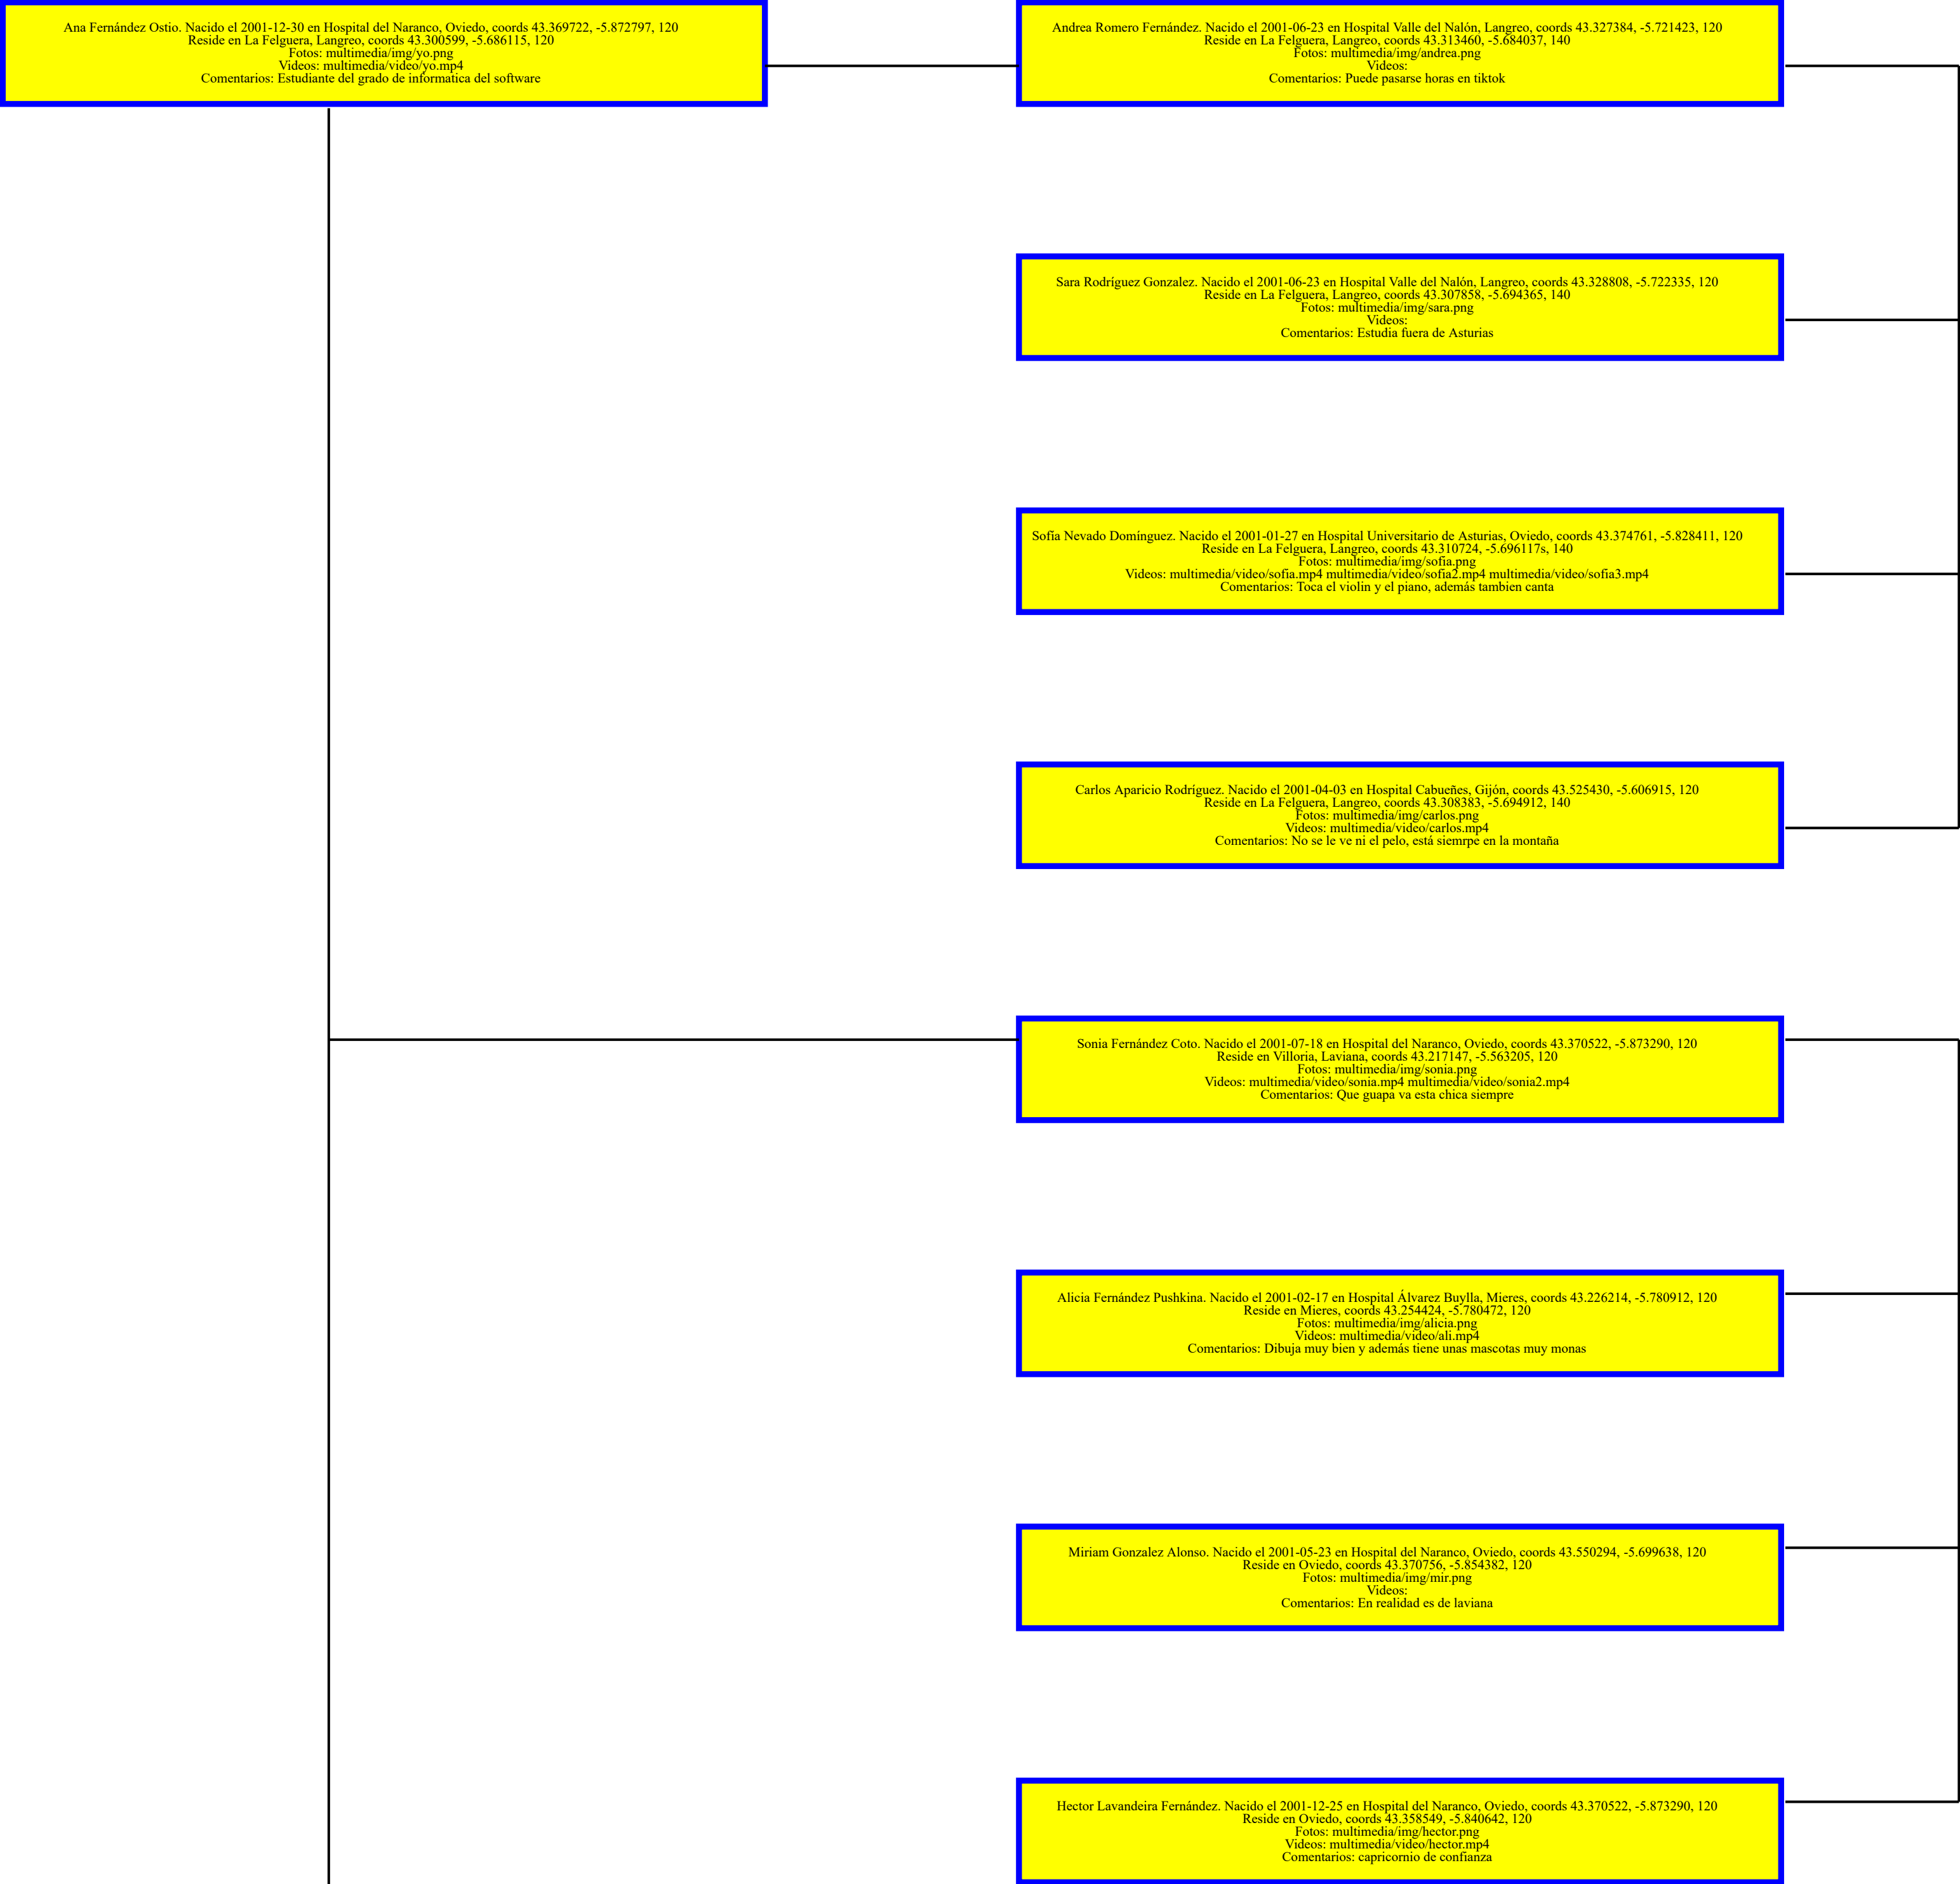 Ana Fernández Ostio. Nacido el 2001-12-30 en Hospital del Naranco, Oviedo, coords 43.369722, -5.872797, 120
Reside en La Felguera, Langreo, coords 43.300599, -5.686115, 120
Fotos: multimedia/img/yo.png
Videos: multimedia/video/yo.mp4
Comentarios: Estudiante del grado de informatica del software
Andrea Romero Fernández. Nacido el 2001-06-23 en Hospital Valle del Nalón, Langreo, coords 43.327384, -5.721423, 120
Reside en La Felguera, Langreo, coords 43.313460, -5.684037, 140
Fotos: multimedia/img/andrea.png
Videos:
Comentarios: Puede pasarse horas en tiktok
Sara Rodríguez Gonzalez. Nacido el 2001-06-23 en Hospital Valle del Nalón, Langreo, coords 43.328808, -5.722335, 120
Reside en La Felguera, Langreo, coords 43.307858, -5.694365, 140
Fotos: multimedia/img/sara.png
Videos:
Comentarios: Estudia fuera de Asturias
Sofía Nevado Domínguez. Nacido el 2001-01-27 en Hospital Universitario de Asturias, Oviedo, coords 43.374761, -5.828411, 120
Reside en La Felguera, Langreo, coords 43.310724, -5.696117s, 140
Fotos: multimedia/img/sofia.png
Videos: multimedia/video/sofia.mp4 multimedia/video/sofia2.mp4 multimedia/video/sofia3.mp4
Comentarios: Toca el violin y el piano, además tambien canta
Carlos Aparicio Rodríguez. Nacido el 2001-04-03 en Hospital Cabueñes, Gijón, coords 43.525430, -5.606915, 120
Reside en La Felguera, Langreo, coords 43.308383, -5.694912, 140
Fotos: multimedia/img/carlos.png
Videos: multimedia/video/carlos.mp4
Comentarios: No se le ve ni el pelo, está siemrpe en la montaña
Sonia Fernández Coto. Nacido el 2001-07-18 en Hospital del Naranco, Oviedo, coords 43.370522, -5.873290, 120
Reside en Villoria, Laviana, coords 43.217147, -5.563205, 120
Fotos: multimedia/img/sonia.png
Videos: multimedia/video/sonia.mp4 multimedia/video/sonia2.mp4
Comentarios: Que guapa va esta chica siempre
Alicia Fernández Pushkina. Nacido el 2001-02-17 en Hospital Álvarez Buylla, Mieres, coords 43.226214, -5.780912, 120
Reside en Mieres, coords 43.254424, -5.780472, 120
Fotos: multimedia/img/alicia.png
Videos: multimedia/video/ali.mp4
Comentarios: Dibuja muy bien y además tiene unas mascotas muy monas
Miriam Gonzalez Alonso. Nacido el 2001-05-23 en Hospital del Naranco, Oviedo, coords 43.550294, -5.699638, 120
Reside en Oviedo, coords 43.370756, -5.854382, 120
Fotos: multimedia/img/mir.png
Videos:
Comentarios: En realidad es de laviana
Hector Lavandeira Fernández. Nacido el 2001-12-25 en Hospital del Naranco, Oviedo, coords 43.370522, -5.873290, 120
Reside en Oviedo, coords 43.358549, -5.840642, 120
Fotos: multimedia/img/hector.png
Videos: multimedia/video/hector.mp4
Comentarios: capricornio de confianza